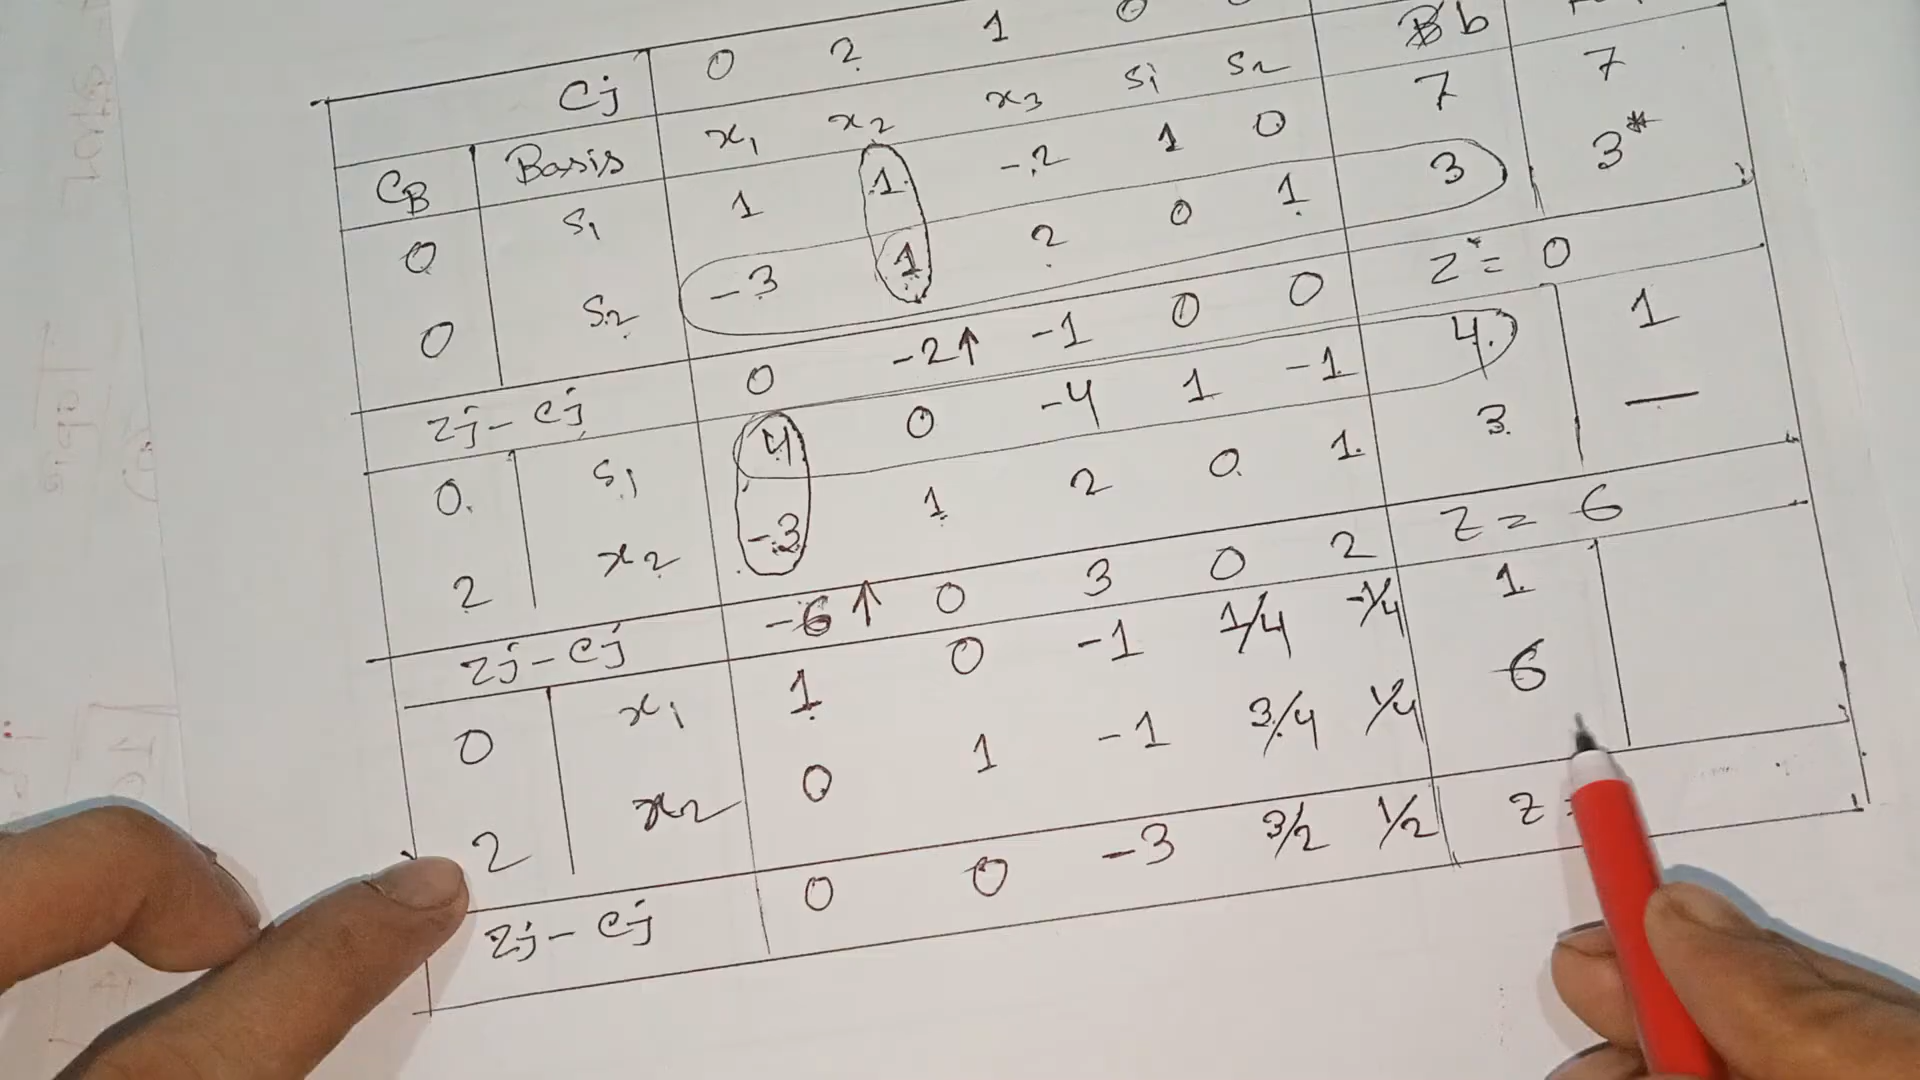 Cj 0 2 1 0
CB Basis x1 x2 x3 s1 s2 b
0 s1 1 1 -2 1 0 7 7
0 s2 -3 1 2 0 1 3 3*
zj-cj 0 -2↑ -1 0 0 z* = 0
0 s1 4 0 -4 1 -1 4 1
2 x2 -3 1 2 0 1 3 —
zj-cj -6↑ 0 3 0 2 z = 6
0 x1 1 0 -1 1/4 -1/4 1
2 x2 0 1 -1 3/4 1/4 6
zj-cj 0 0 -3 3/2 1/2 z =